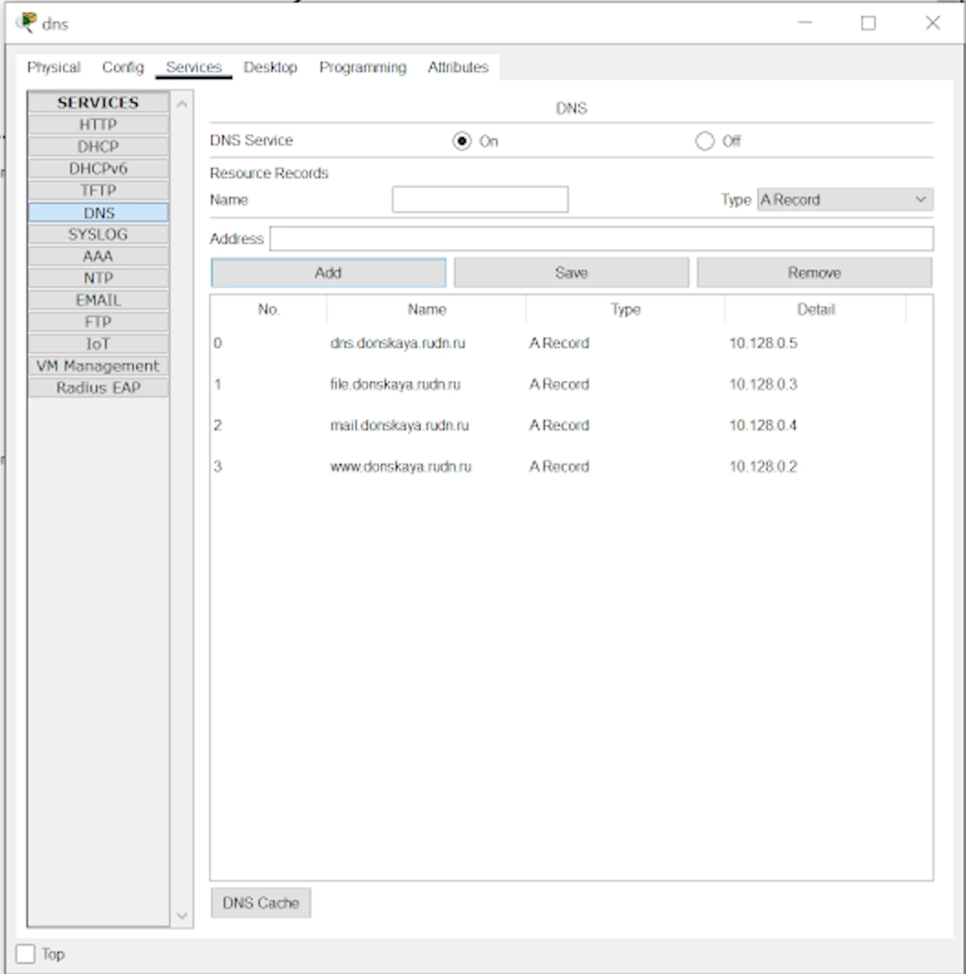 dns
Physical Config Services Desktop Programming Attributes
SERVICES
HTTP
DHCP
DHCPv6
TFTP
DNS
SYSLOG
AAA
NTP
EMAIL
FTP
IoT
VM Management
Radius EAP
DNS
DNS Service On Off
Resource Records
Name Type A Record
Address
Add Save Remove
No. Name Type Detail
0 dns.donskaya.rudn.ru A Record 10.128.0.5
1 file.donskaya.rudn.ru A Record 10.128.0.3
2 mail.donskaya.rudn.ru A Record 10.128.0.4
3 www.donskaya.rudn.ru A Record 10.128.0.2
DNS Cache
Top